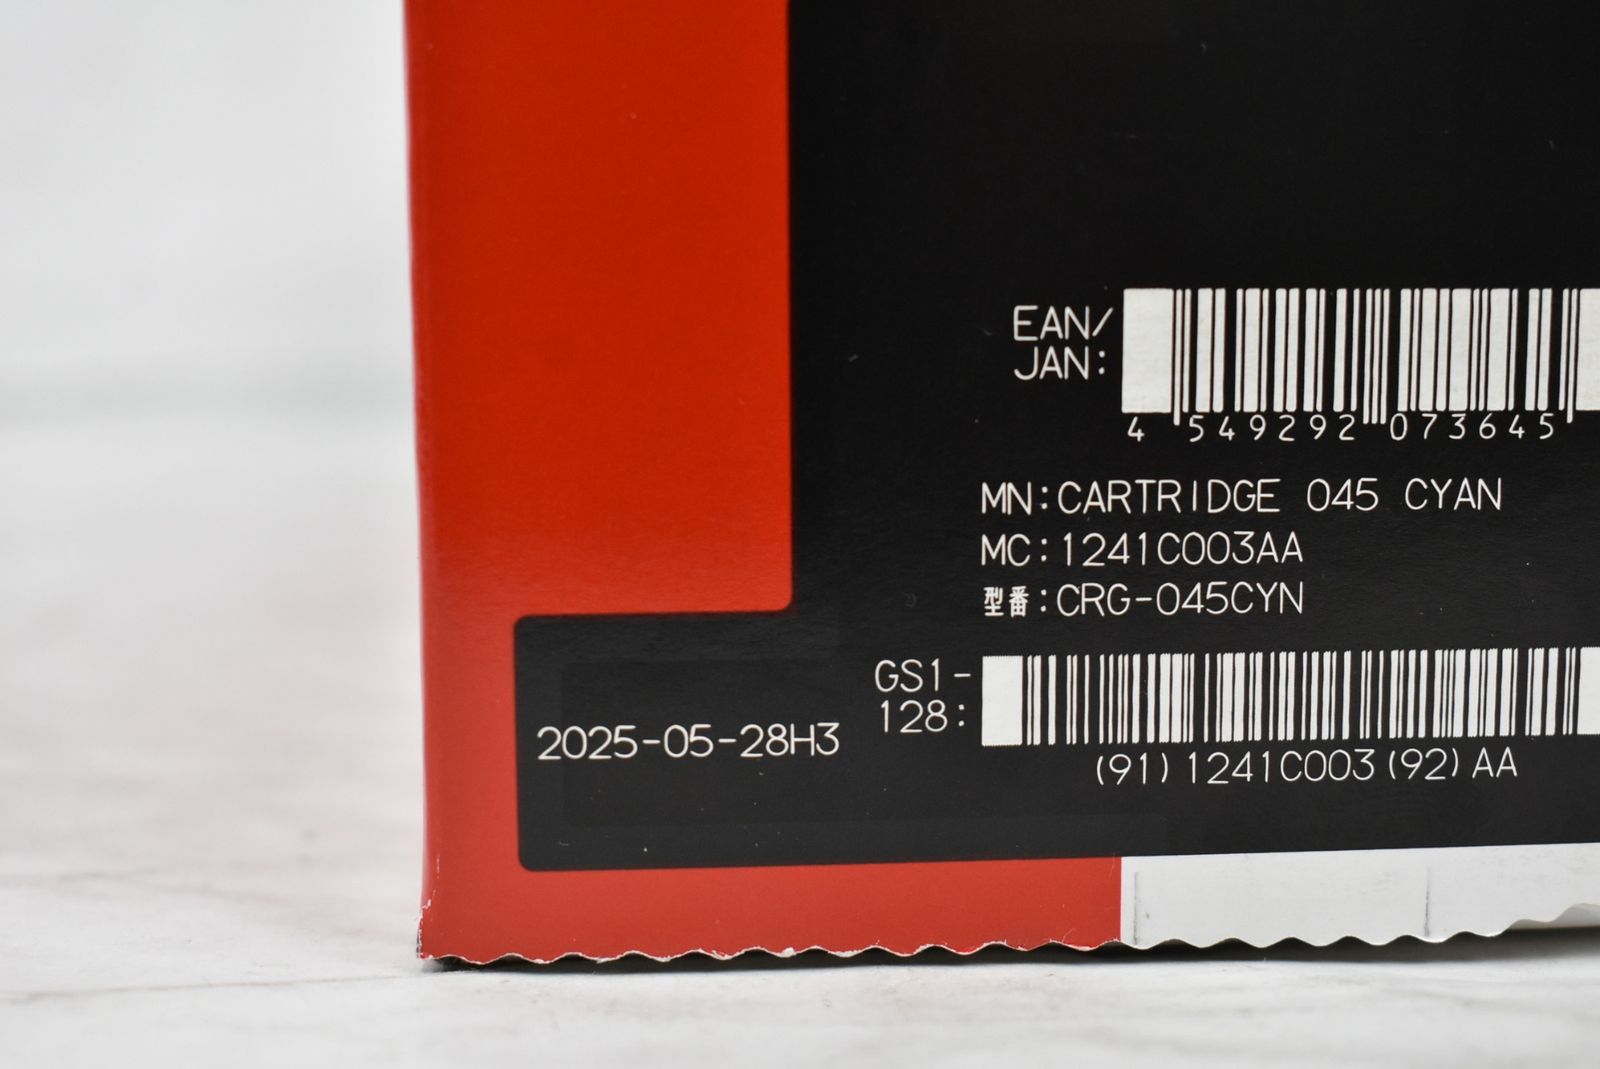 EAN/
JAN:
4 549292 073645
MN:CARTRIDGE 045 CYAN
MC:1241C003AA
型番:CRG-045CYN
GS1-
128:
(91)1241C003(92)AA
2025-05-28H3